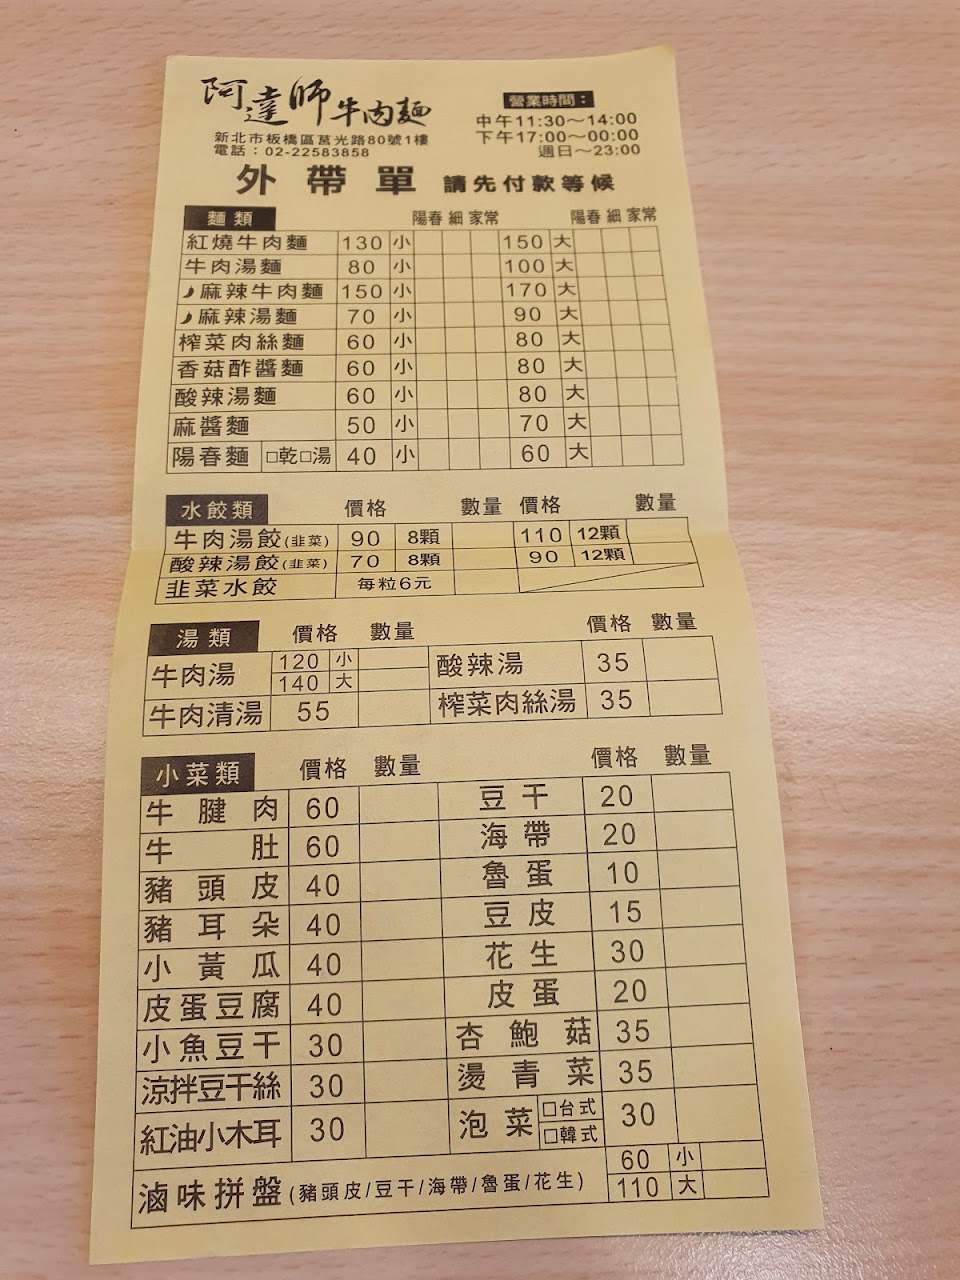 阿達師牛肉麵
新北市板橋區莒光路80號1樓
電話：02-22583858
營業時間：
中午11:30～14:00
下午17:00～00:00
週日～23:00
外帶單 請先付款等候
麵類 陽春 細 家常 陽春 細 家常
紅燒牛肉麵 130 小 150 大
牛肉湯麵 80 小 100 大
麻辣牛肉麵 150 小 170 大
麻辣湯麵 70 小 90 大
榨菜肉絲麵 60 小 80 大
香菇酢醬麵 60 小 80 大
酸辣湯麵 60 小 80 大
麻醬麵 50 小 70 大
陽春麵 □乾□湯 40 小 60 大
水餃類 價格 數量 價格 數量
牛肉湯餃(韭菜) 90 8顆 110 12顆
酸辣湯餃(韭菜) 70 8顆 90 12顆
韭菜水餃 每粒6元
湯類 價格 數量 價格 數量
牛肉湯 120 小 酸辣湯 35
140 大
牛肉清湯 55 榨菜肉絲湯 35
小菜類 價格 數量 價格 數量
牛腱肉 60 豆干 20
牛肚 60 海帶 20
豬頭皮 40 魯蛋 10
豬耳朵 40 豆皮 15
小黃瓜 40 花生 30
皮蛋豆腐 40 皮蛋 20
小魚豆干 30 杏鮑菇 35
涼拌豆干絲 30 燙青菜 35
紅油小木耳 30 泡菜 □台式 □韓式 30
滷味拼盤(豬頭皮/豆干/海帶/魯蛋/花生) 60 小
110 大